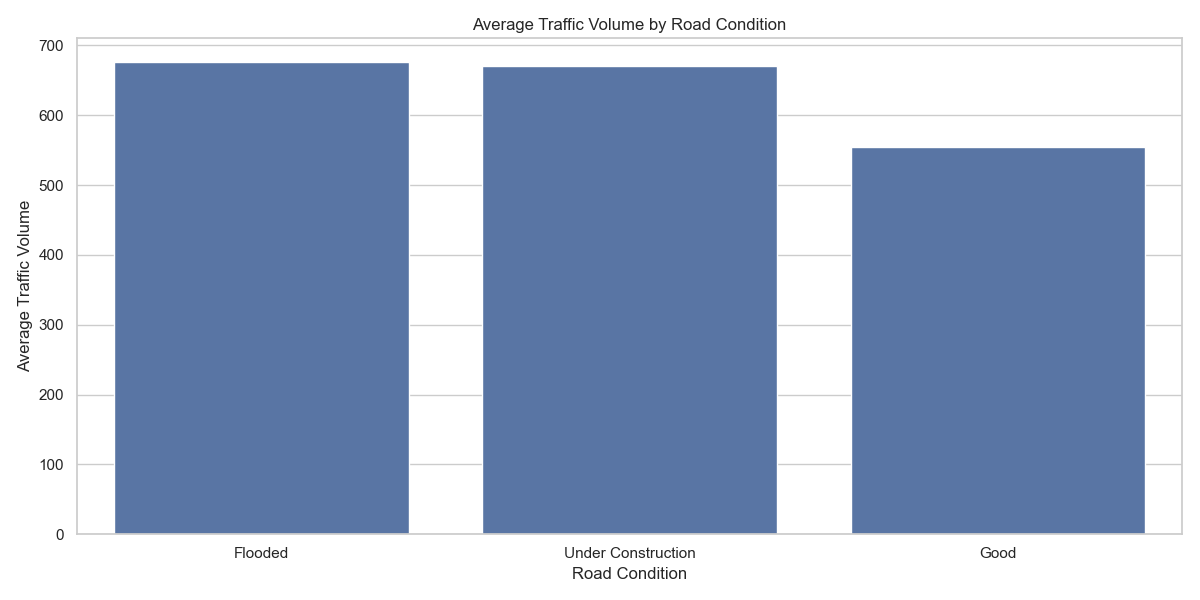 Average Traffic Volume by Road Condition
Average Traffic Volume
700
600
500
400
300
200
100
0
Flooded
Under Construction
Good
Road Condition